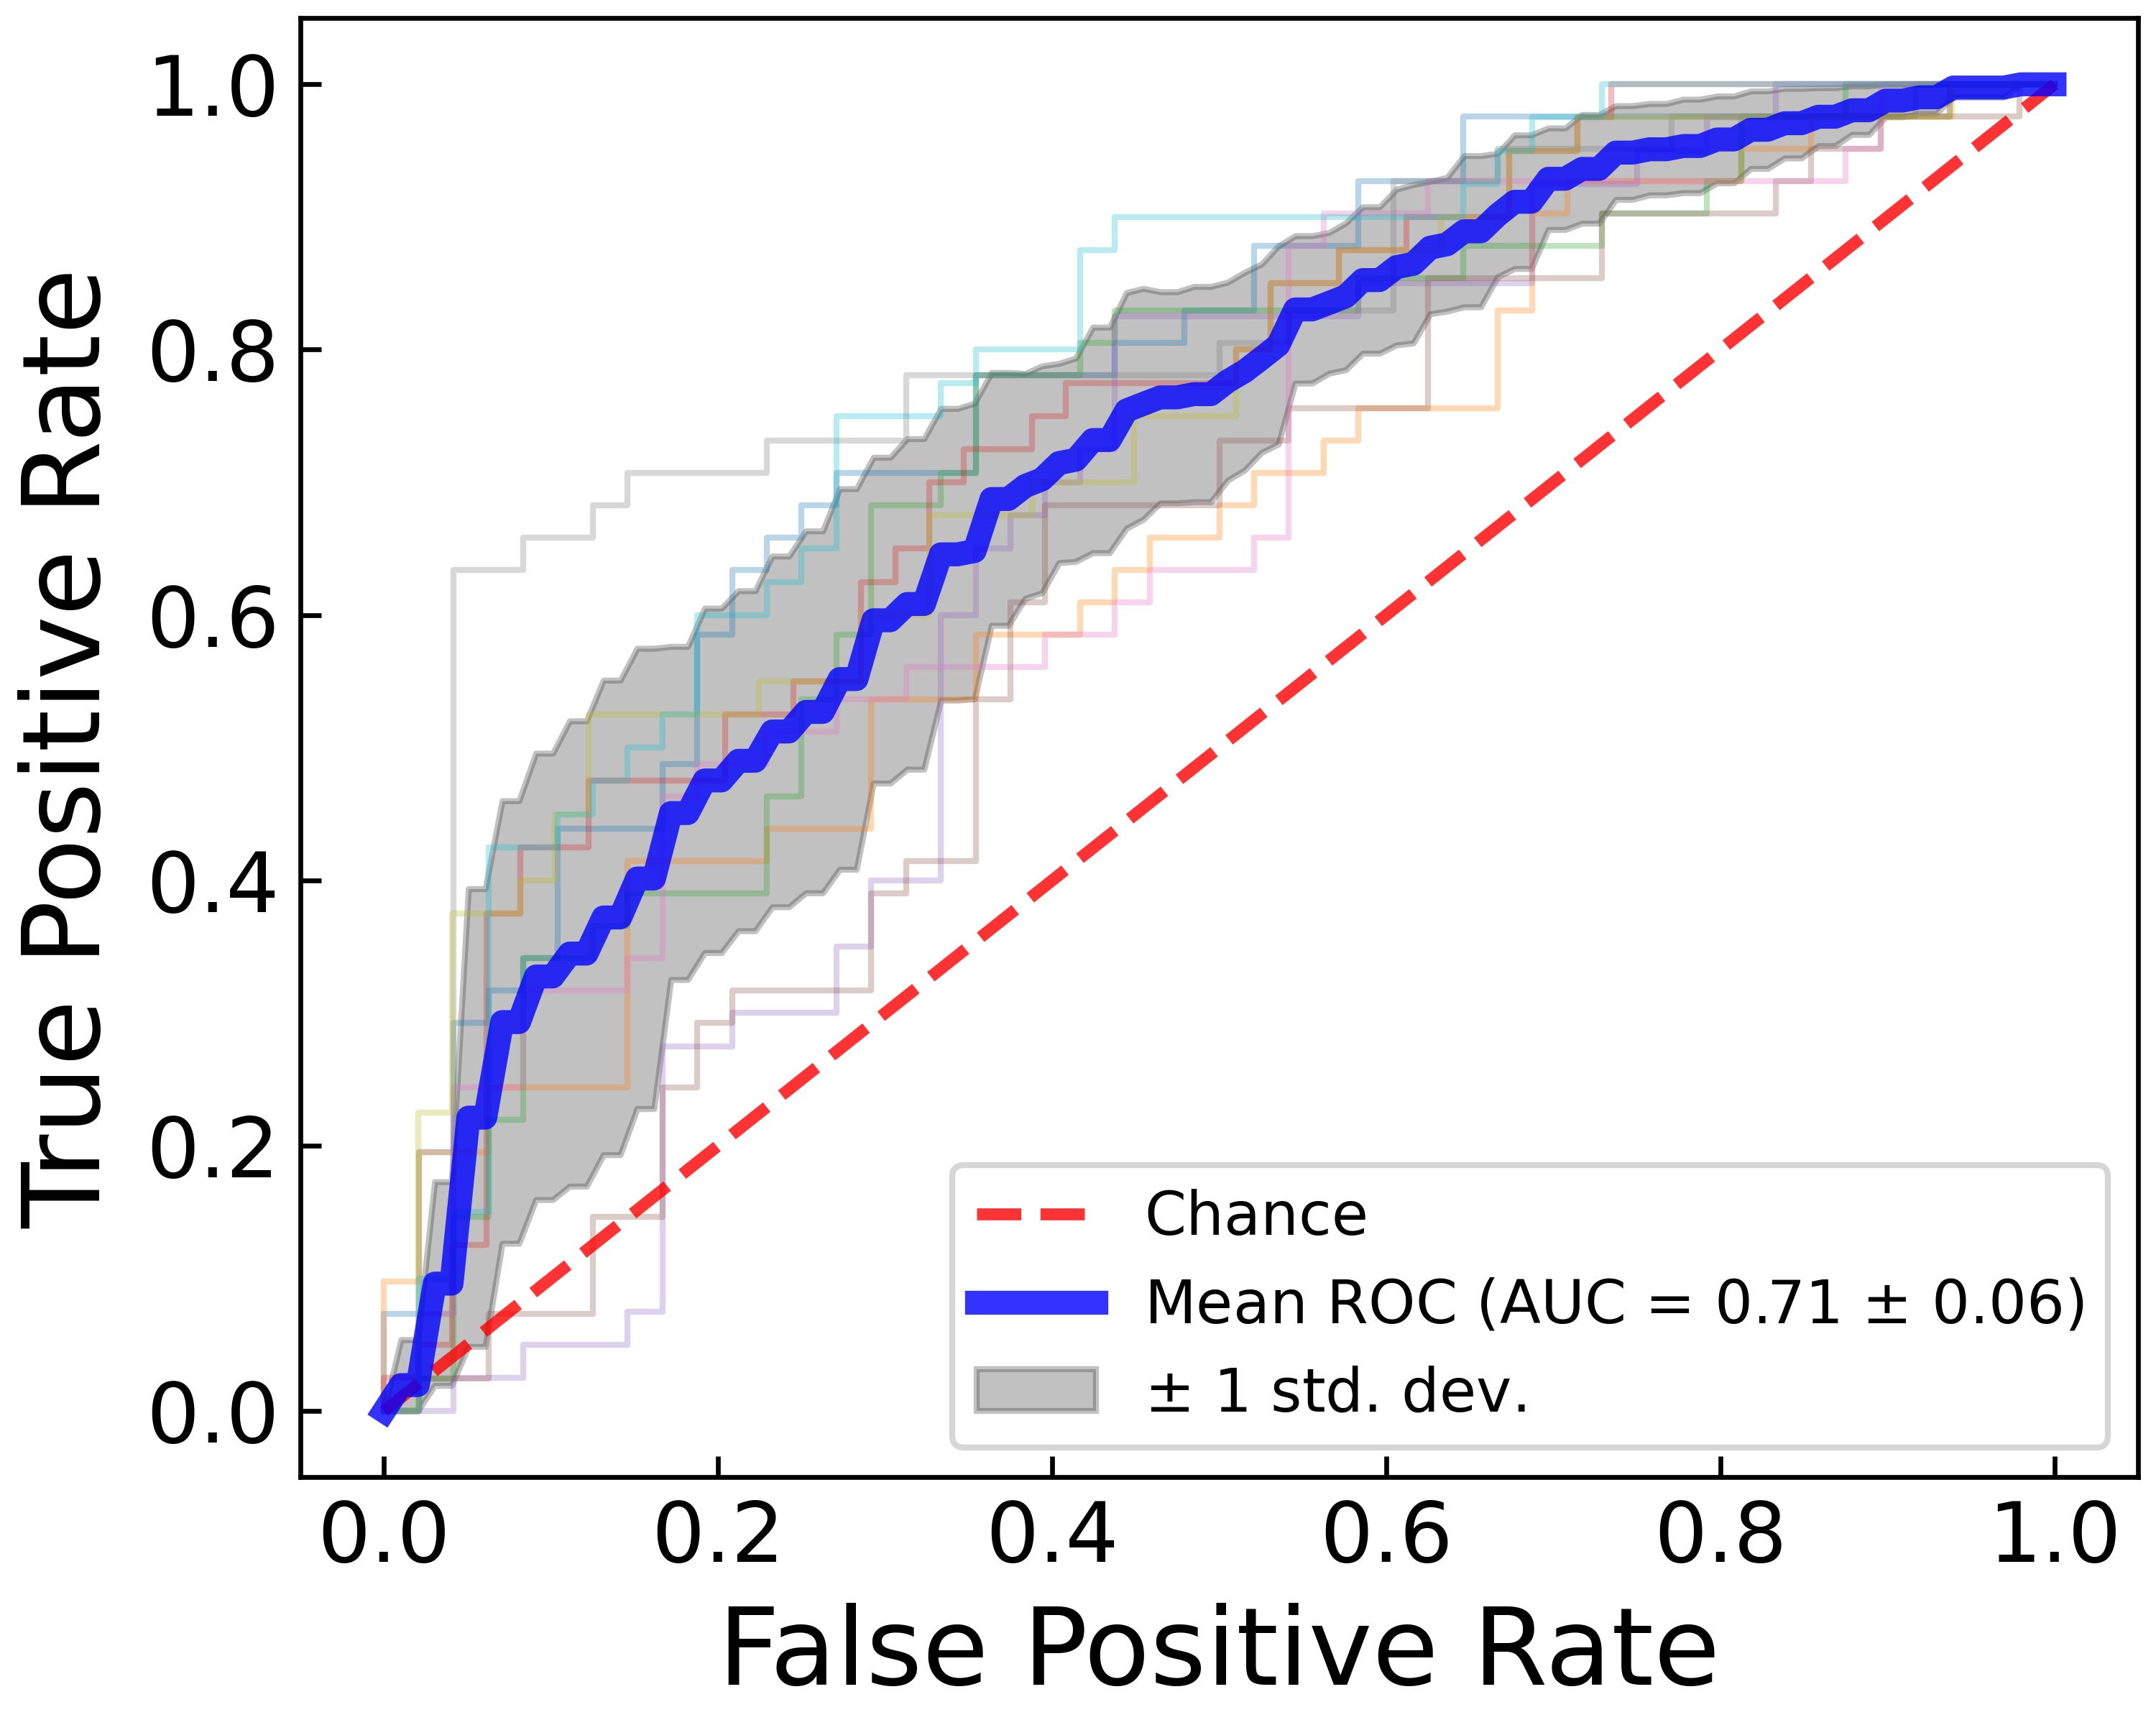 1.0
0.8
0.6
0.4
0.2
0.0
True Positive Rate
Chance
Mean ROC (AUC = 0.71 ± 0.06)
± 1 std. dev.
0.0 0.2 0.4 0.6 0.8 1.0
False Positive Rate